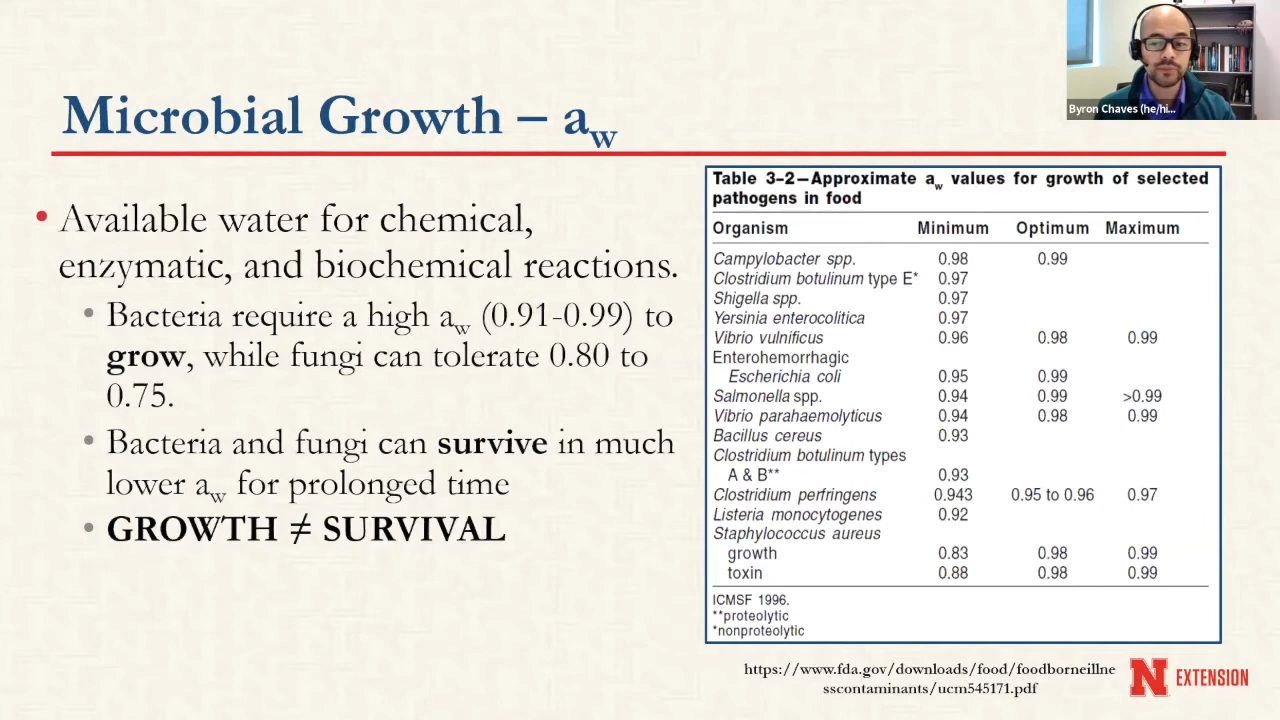 Byron Chaves (he/hi...
Microbial Growth – aw
• Available water for chemical,
enzymatic, and biochemical reactions.
• Bacteria require a high aw (0.91-0.99) to
grow, while fungi can tolerate 0.80 to
0.75.
• Bacteria and fungi can survive in much
lower aw for prolonged time
• GROWTH ≠ SURVIVAL
Table 3-2—Approximate aw values for growth of selected
pathogens in food
Organism Minimum Optimum Maximum
Campylobacter spp. 0.98 0.99
Clostridium botulinum type E* 0.97
Shigella spp. 0.97
Yersinia enterocolitica 0.97
Vibrio vulnificus 0.96 0.98 0.99
Enterohemorrhagic
Escherichia coli 0.95 0.99
Salmonella spp. 0.94 0.99 >0.99
Vibrio parahaemolyticus 0.94 0.98 0.99
Bacillus cereus 0.93
Clostridium botulinum types
A & B** 0.93
Clostridium perfringens 0.943 0.95 to 0.96 0.97
Listeria monocytogenes 0.92
Staphylococcus aureus
growth 0.83 0.98 0.99
toxin 0.88 0.98 0.99
ICMSF 1996.
**proteolytic
*nonproteolytic
https://www.fda.gov/downloads/food/foodborneillne
sscontaminants/ucm545171.pdf
N EXTENSION